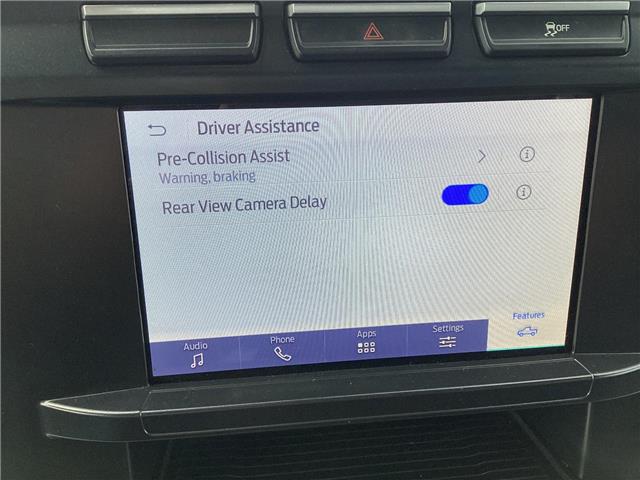 OFF
Driver Assistance
Pre-Collision Assist
Warning, braking
Rear View Camera Delay
Audio
Phone
Apps
Settings
Features